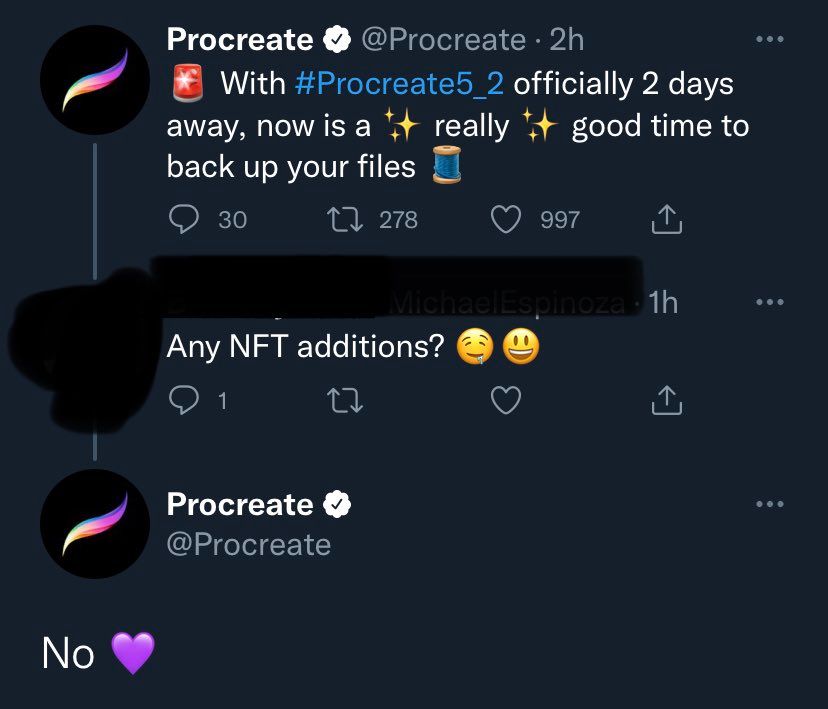 Procreate @Procreate · 2h
🚨 With #Procreate5_2 officially 2 days
away, now is a ✨ really ✨ good time to
back up your files 🧵
30 278 997
MichaelEspinoza · 1h
Any NFT additions? 🤤😃
1
Procreate
@Procreate
No 💜